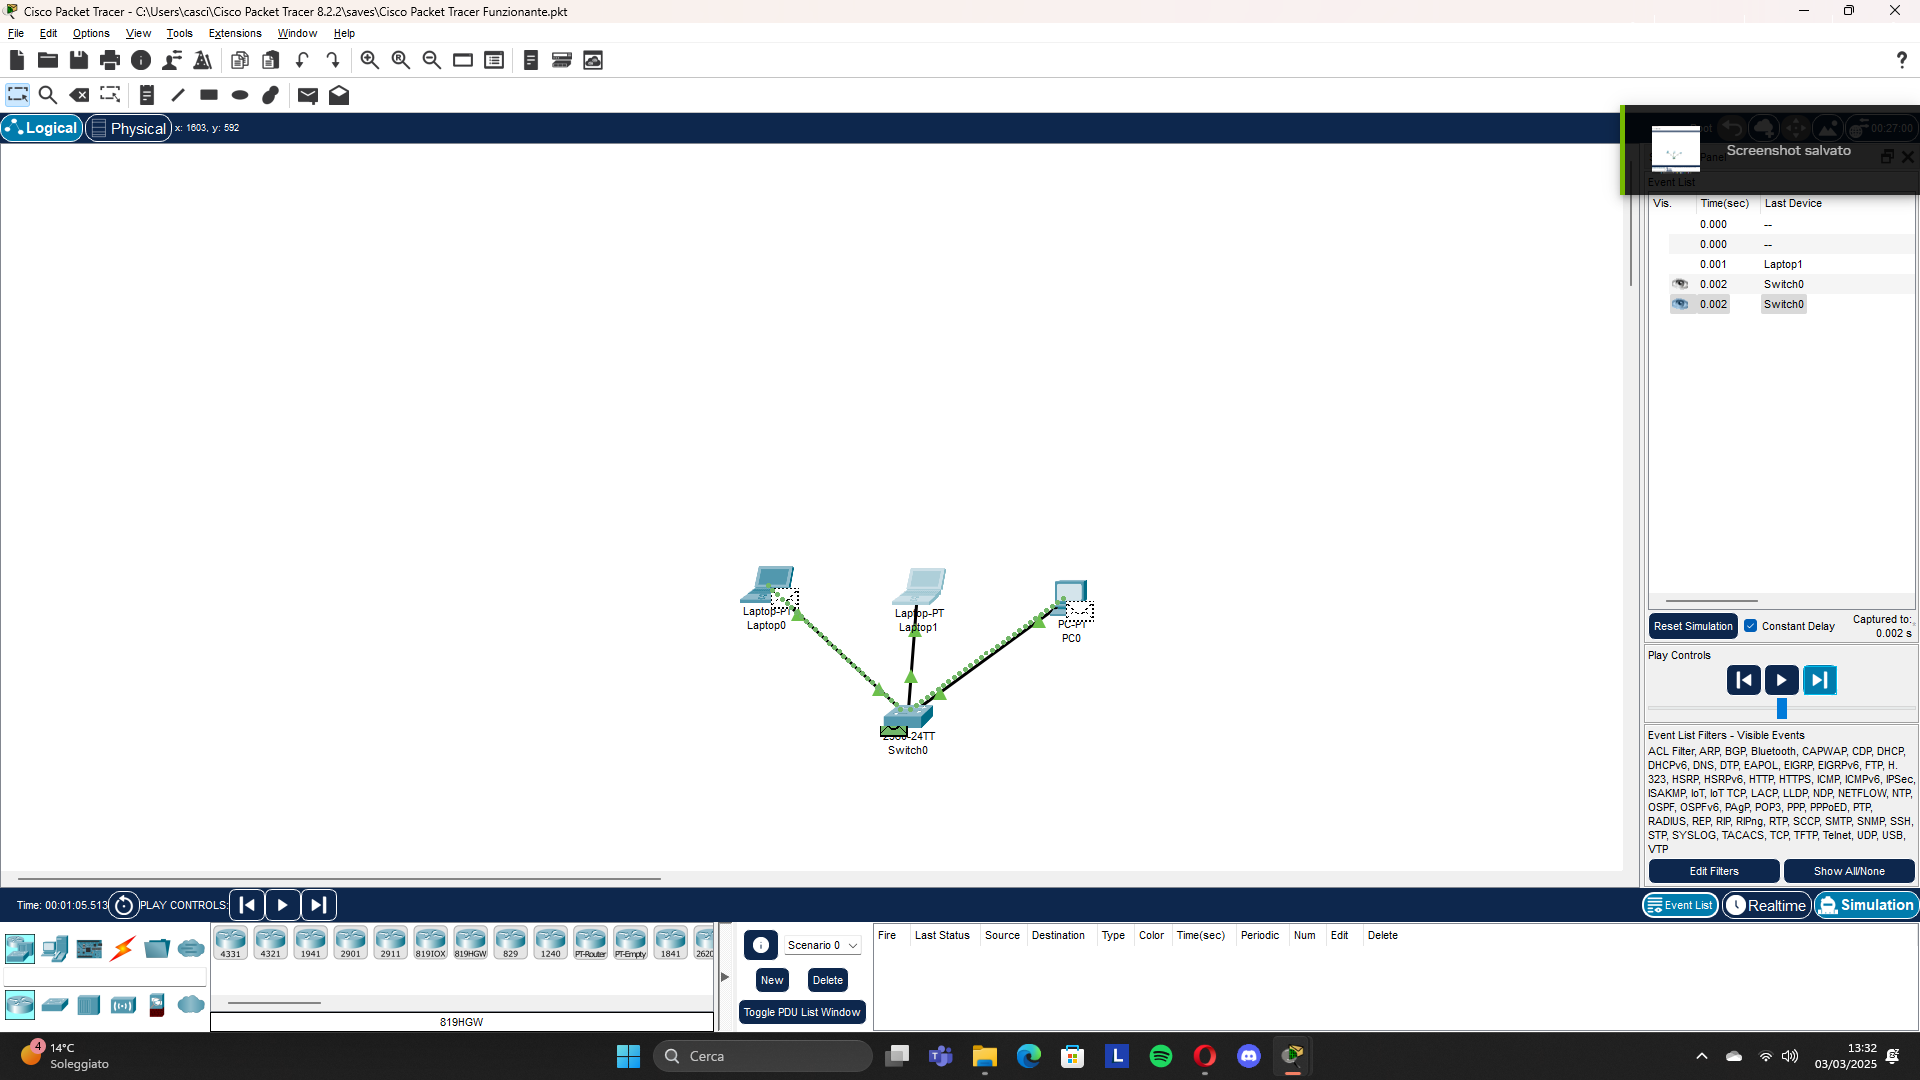 Cisco Packet Tracer - C:\Users\casci\Cisco Packet Tracer 8.2.2\saves\Cisco Packet Tracer Funzionante.pkt
File Edit Options View Tools Extensions Window Help
Logical Physical x: 1603, y: 592
00:27:00
Screenshot salvato
Panel
Event List
Vis. Time(sec) Last Device
0.000 --
0.000 --
0.001 Laptop1
0.002 Switch0
0.002 Switch0
Laptop-PT
Laptop0
Laptop-PT
Laptop1
PC-PT
PC0
24TT
Switch0
Reset Simulation Constant Delay Captured to:
0.002 s
Play Controls
Event List Filters - Visible Events
ACL Filter, ARP, BGP, Bluetooth, CAPWAP, CDP, DHCP,
DHCPv6, DNS, DTP, EAPOL, EIGRP, EIGRPv6, FTP, H.
323, HSRP, HSRPv6, HTTP, HTTPS, ICMP, ICMPv6, IPSec,
ISAKMP, IoT, IoT TCP, LACP, LLDP, NDP, NETFLOW, NTP,
OSPF, OSPFv6, PAgP, POP3, PPP, PPPoED, PTP,
RADIUS, REP, RIP, RIPng, RTP, SCCP, SMTP, SNMP, SSH,
STP, SYSLOG, TACACS, TCP, TFTP, Telnet, UDP, USB,
VTP
Edit Filters Show All/None
Time: 00:01:05.513 PLAY CONTROLS: Event List Realtime Simulation
4331 4321 1941 2901 2911 819IOX 819HGW 829 1240 PT-Router PT-Empty 1841 2620
819HGW
Scenario 0
New Delete
Toggle PDU List Window
Fire Last Status Source Destination Type Color Time(sec) Periodic Num Edit Delete
4
14°C
Soleggiato
Cerca
L
13:32
03/03/2025